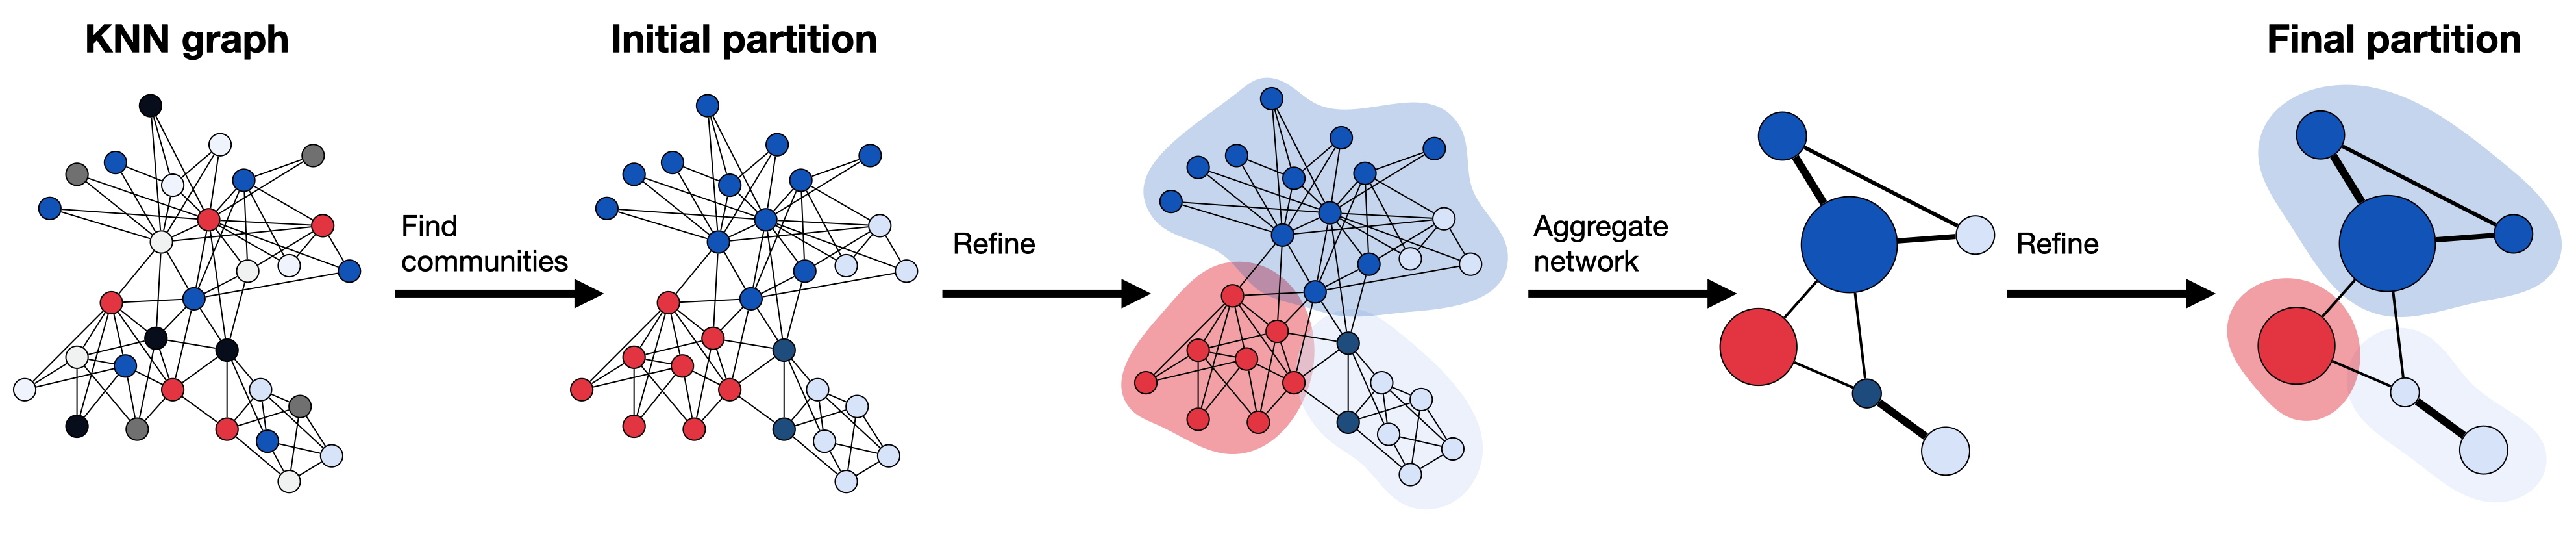 KNN graph
Initial partition
Final partition
Find
communities
Refine
Aggregate
network
Refine